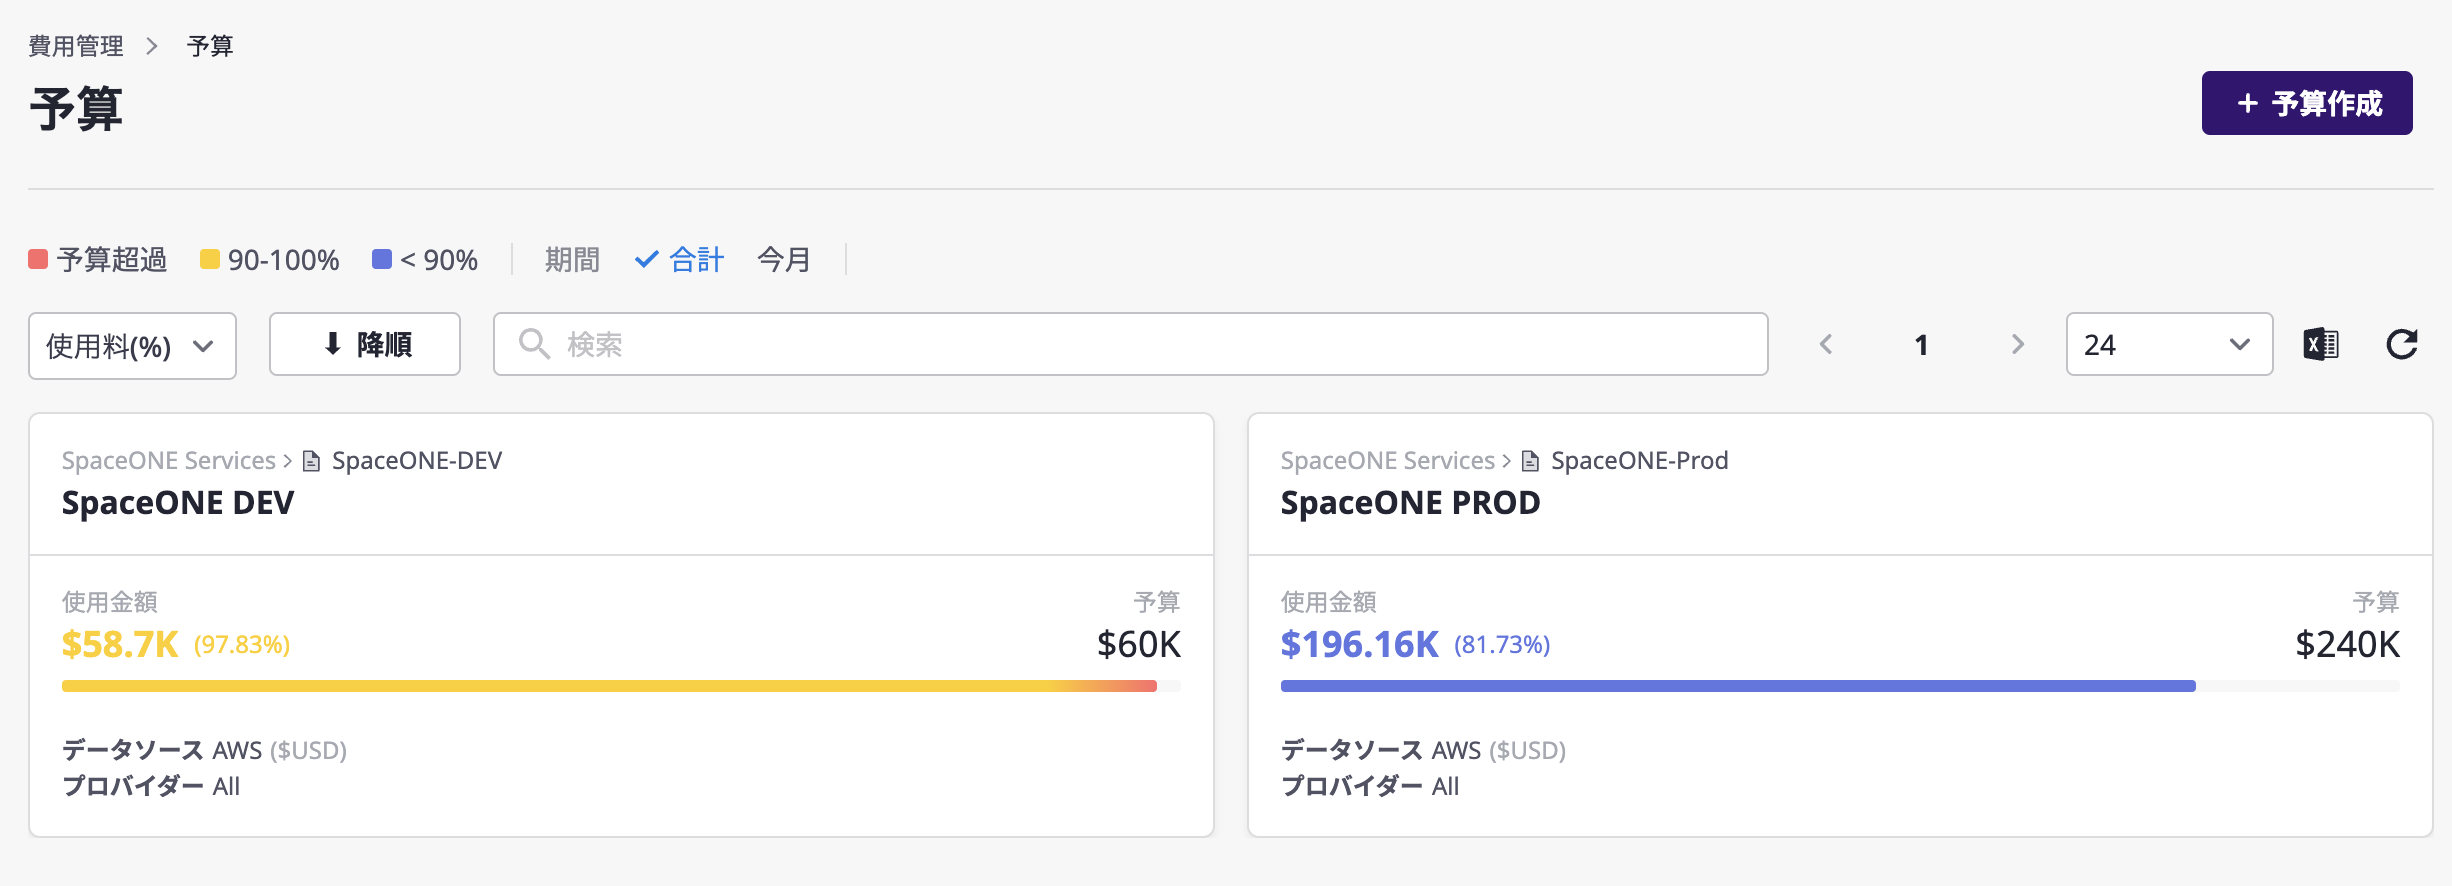 費用管理 > 予算
予算
+ 予算作成
予算超過 90-100% < 90% 期間 合計 今月
使用料(%) 降順 検索 1 24
SpaceONE Services > SpaceONE-DEV
SpaceONE DEV
使用金額 予算
$58.7K (97.83%) $60K
データソース AWS ($USD)
プロバイダー All
SpaceONE Services > SpaceONE-Prod
SpaceONE PROD
使用金額 予算
$196.16K (81.73%) $240K
データソース AWS ($USD)
プロバイダー All